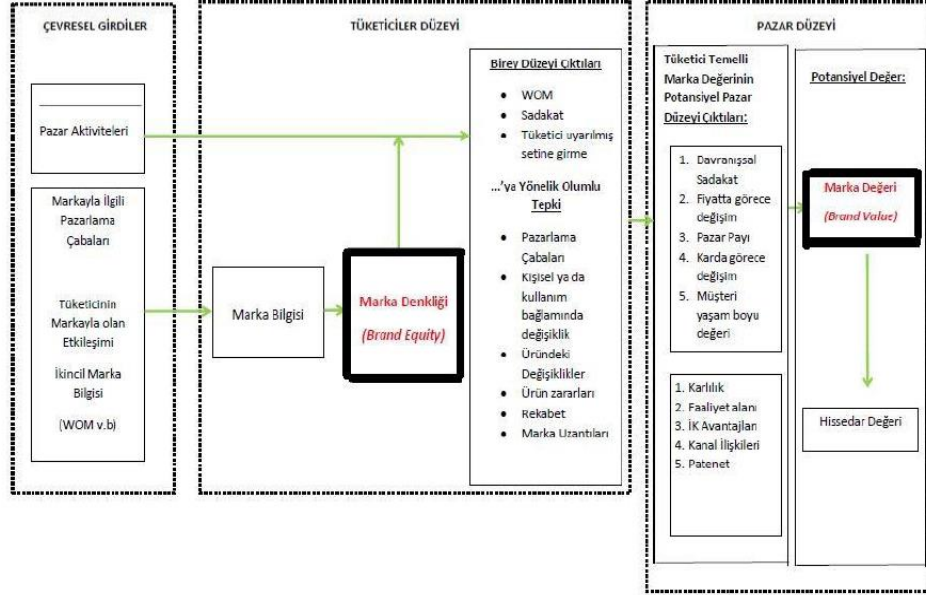 ÇEVRESEL GİRDİLER
Pazar Aktiviteleri
Markayla İlgili
Pazarlama
Çabaları
Tüketicinin
Markayla olan
Etkileşimi
İkincil Marka
Bilgisi
(WOM v.b)
TÜKETİCİLER DÜZEYİ
Marka Bilgisi
Marka Denkliği
(Brand Equity)
Birey Düzeyi Çıktıları
• WOM
• Sadakat
• Tüketici uyarılmış
setine girme
...'ya Yönelik Olumlu
Tepki
• Pazarlama
Çabaları
• Kişisel ya da
kullanım
bağlamında
değişiklik
• Üründeki
Değişiklikler
• Ürün zararları
• Rekabet
• Marka Uzantıları
PAZAR DÜZEYİ
Tüketici Temelli
Marka Değerinin
Potansiyel Pazar
Düzeyi Çıktıları:
1. Davranışsal
Sadakat
2. Fiyatta görece
değişim
3. Pazar Payı
4. Karda görece
değişim
5. Müşteri
yaşam boyu
değeri
1. Karlılık
2. Faaliyet alanı
3. İK Avantajları
4. Kanal İlişkileri
5. Patenet
Potansiyel Değer:
Marka Değeri
(Brand Value)
Hissedar Değeri